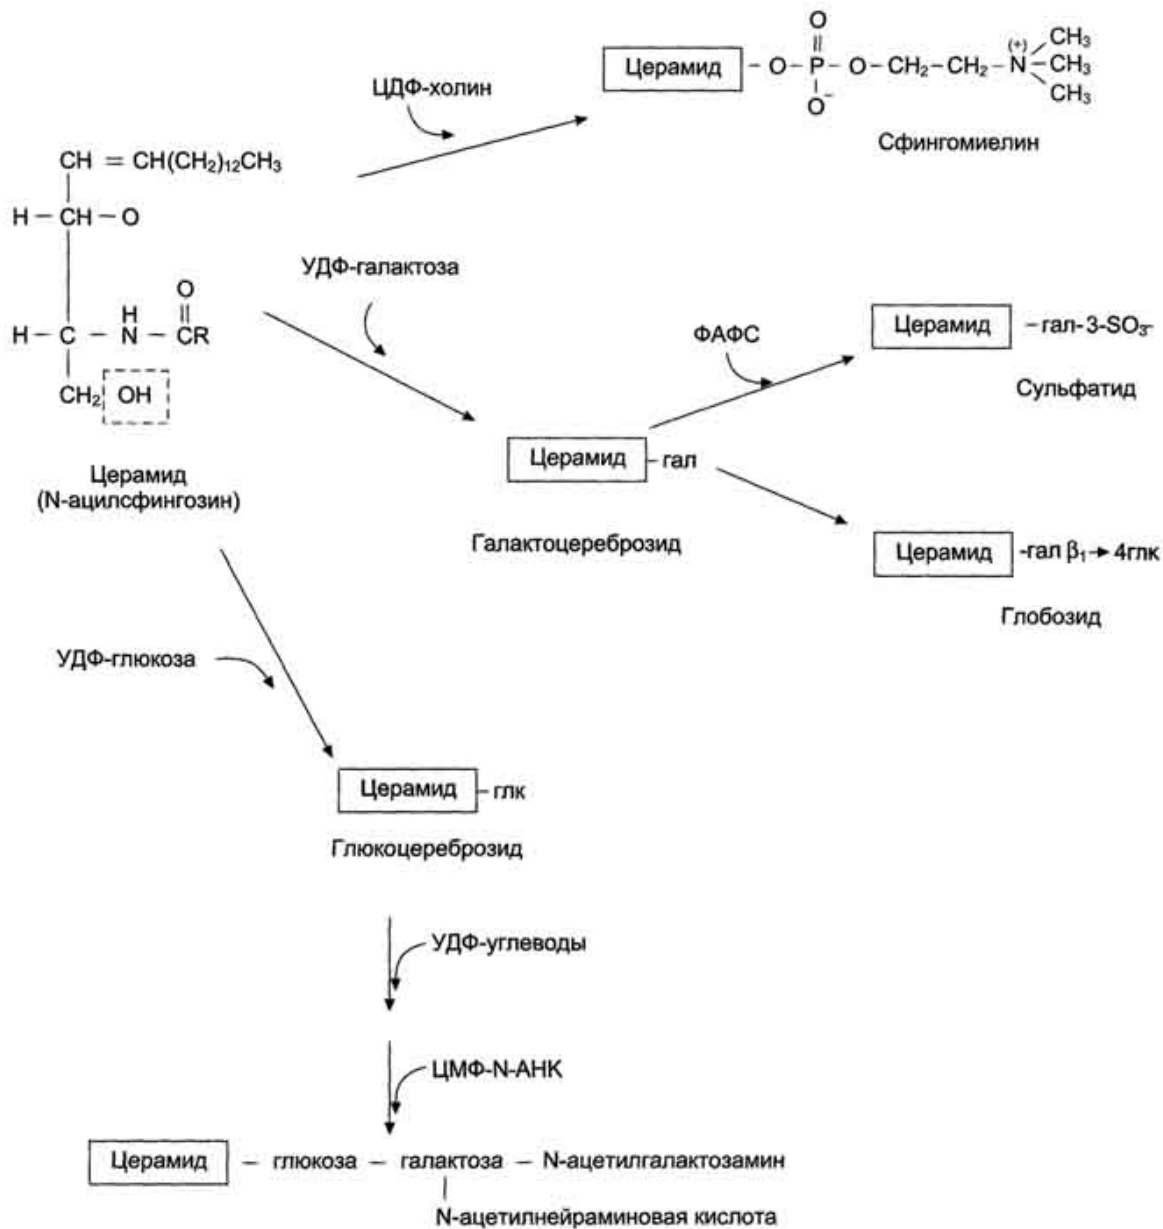 Церамид – O – P – O – CH₂ – CH₂ – N
O
O⁻
(+)
CH₃
CH₃
CH₃
Сфингомиелин
ЦДФ-холин
CH = CH(CH₂)₁₂CH₃
H – CH – O
УДФ-галактоза
O
H
H – C – N – CR
CH₂ OH
Церамид
(N-ацилсфингозин)
ФАФС
Церамид – гал- 3-SO₃-
Сульфатид
Церамид – гал
Галактоцереброзид
Церамид -гал β₁→ 4глк
Глобозид
УДФ-глюкоза
Церамид – глк
Глюкоцереброзид
УДФ-углеводы
ЦМФ-N-АНК
Церамид – глюкоза – галактоза – N-ацетилгалактозамин
N-ацетилнейраминовая кислота